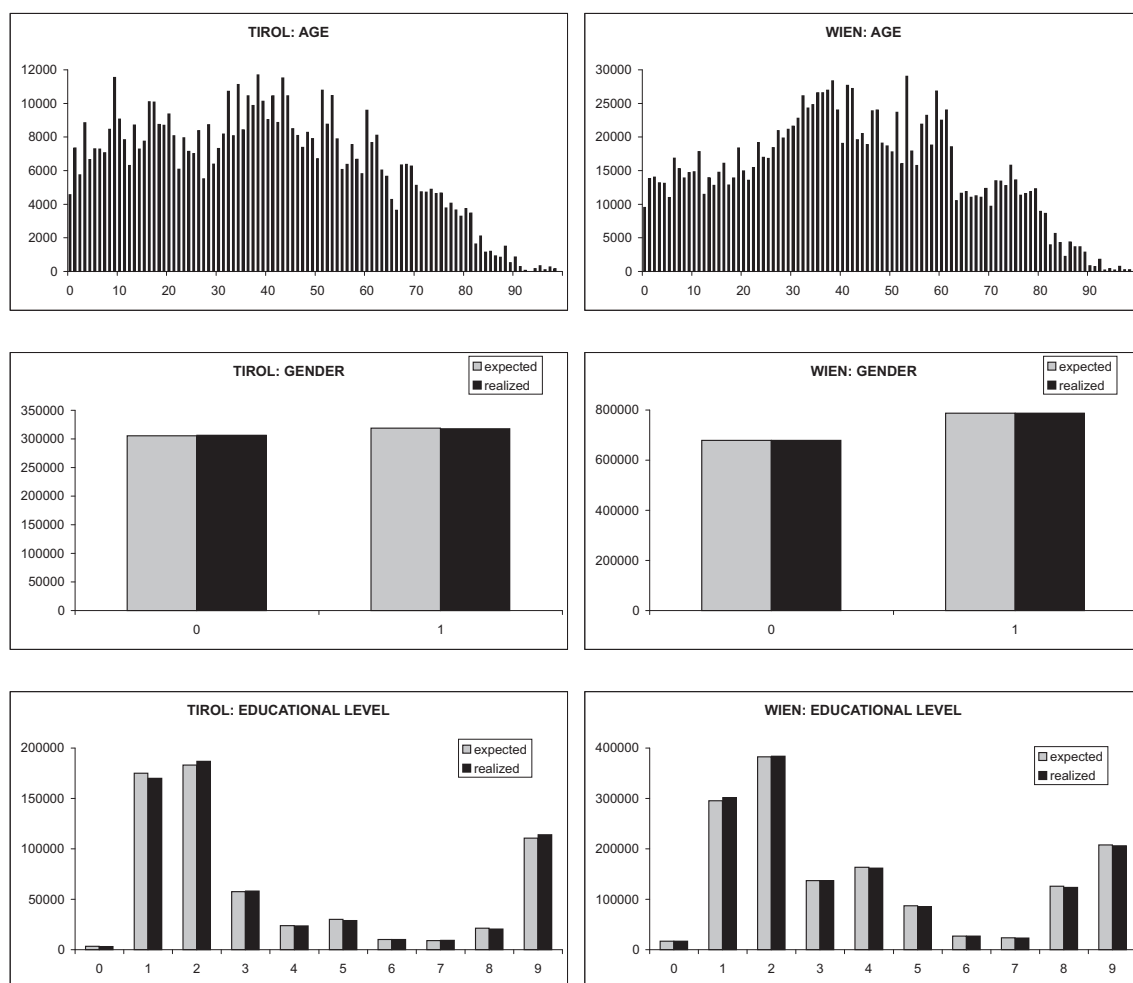 TIROL: AGE
12000
10000
8000
6000
4000
2000
0
0 10 20 30 40 50 60 70 80 90
WIEN: AGE
30000
25000
20000
15000
10000
5000
0
0 10 20 30 40 50 60 70 80 90
TIROL: GENDER
expected
realized
350000
300000
250000
200000
150000
100000
50000
0
0 1
WIEN: GENDER
expected
realized
800000
600000
400000
200000
0
0 1
TIROL: EDUCATIONAL LEVEL
expected
realized
200000
150000
100000
50000
0
0 1 2 3 4 5 6 7 8 9
WIEN: EDUCATIONAL LEVEL
expected
realized
400000
300000
200000
100000
0
0 1 2 3 4 5 6 7 8 9